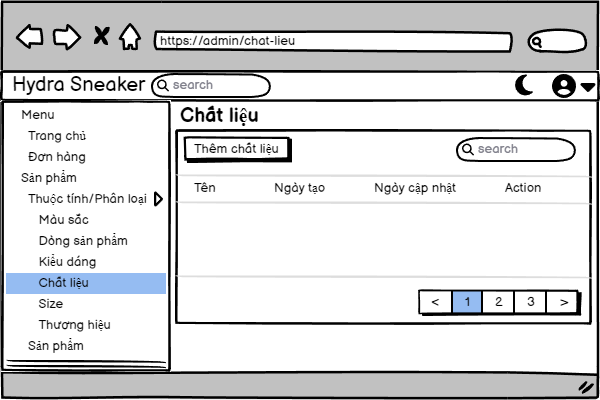 https://admin/chat-lieu
Hydra Sneaker
search
Menu
Trang chủ
Đơn hàng
Sản phẩm
Thuộc tính/Phân loại
Màu sắc
Dòng sản phẩm
Kiểu dáng
Chất liệu
Size
Thương hiệu
Sản phẩm
Chất liệu
Thêm chất liệu
search
Tên Ngày tạo Ngày cập nhật Action
< 1 2 3 >